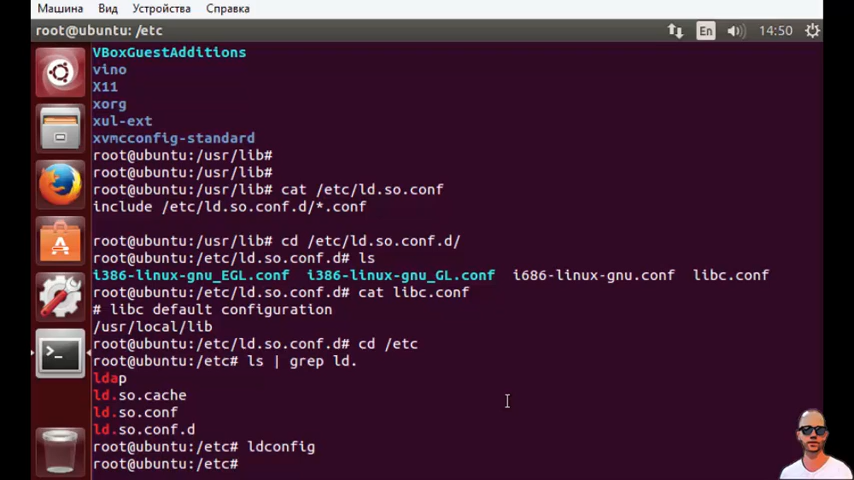 Машина Вид Устройства Справка
root@ubuntu: /etc En 14:50
VBoxGuestAdditions
vino
X11
xorg
xul-ext
xvmcconfig-standard
root@ubuntu:/usr/lib#
root@ubuntu:/usr/lib#
root@ubuntu:/usr/lib# cat /etc/ld.so.conf
include /etc/ld.so.conf.d/*.conf
root@ubuntu:/usr/lib# cd /etc/ld.so.conf.d/
root@ubuntu:/etc/ld.so.conf.d# ls
i386-linux-gnu_EGL.conf i386-linux-gnu_GL.conf i686-linux-gnu.conf libc.conf
root@ubuntu:/etc/ld.so.conf.d# cat libc.conf
# libc default configuration
/usr/local/lib
root@ubuntu:/etc/ld.so.conf.d# cd /etc
root@ubuntu:/etc# ls | grep ld.
ldap
ld.so.cache
ld.so.conf
ld.so.conf.d
root@ubuntu:/etc# ldconfig
root@ubuntu:/etc#